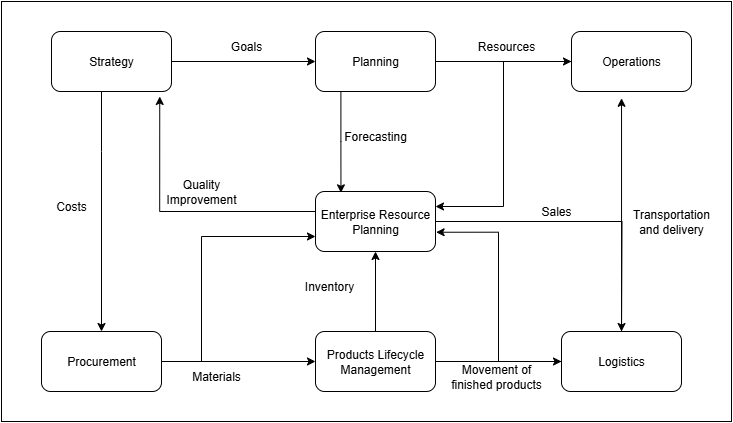 Goals
Resources
Strategy
Planning
Operations
Forecasting
Quality
Improvement
Costs
Enterprise Resource
Planning
Sales
Transportation
and delivery
Inventory
Procurement
Products Lifecycle
Management
Logistics
Materials
Movement of
finished products